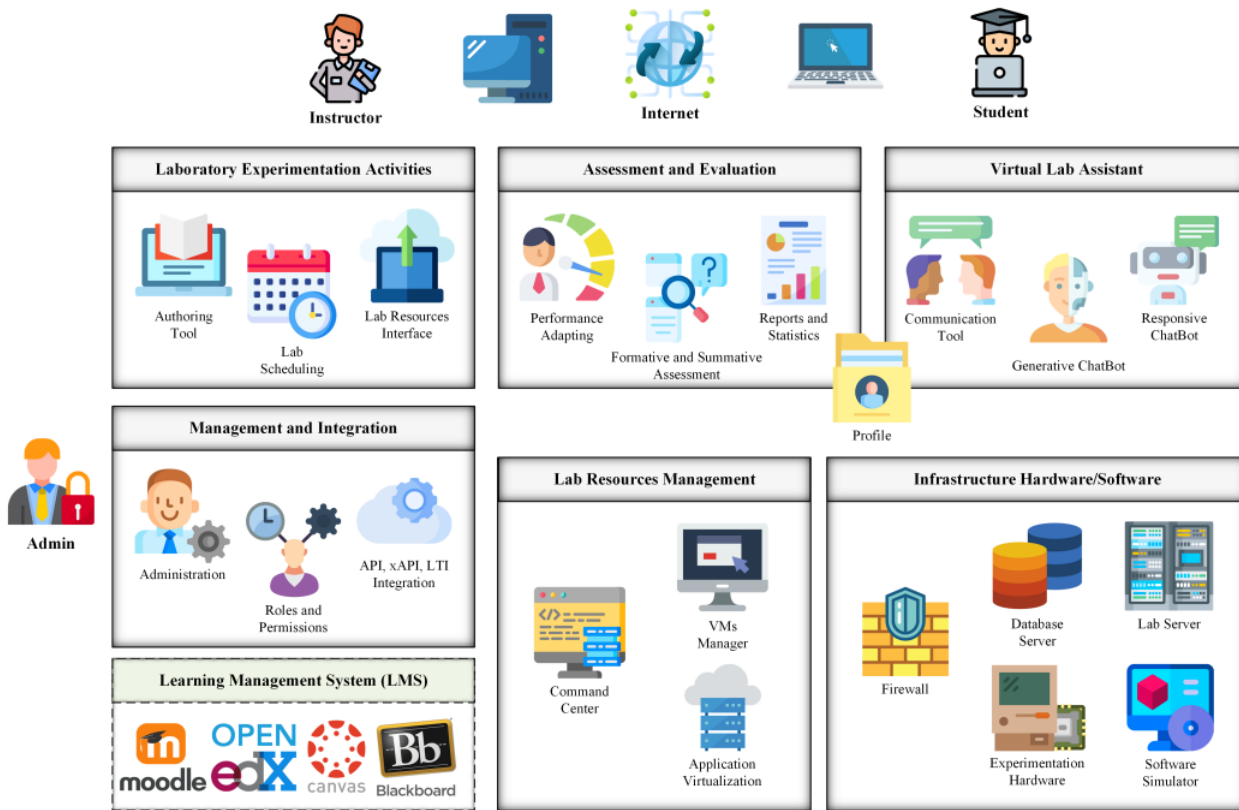 Instructor
Internet
Student
Laboratory Experimentation Activities
Authoring
Tool
Lab
Scheduling
Lab Resources
Interface
Assessment and Evaluation
Performance
Adapting
Formative and Summative
Assessment
Reports and
Statistics
Virtual Lab Assistant
Communication
Tool
Generative ChatBot
Responsive
ChatBot
Profile
Admin
Management and Integration
Administration
Roles and
Permissions
API, xAPI, LTI
Integration
Learning Management System (LMS)
moodle
OPEN
edX
canvas
Bb
Blackboard
Lab Resources Management
</>
Command
Center
VMs
Manager
Application
Virtualization
Infrastructure Hardware/Software
Firewall
Database
Server
Lab Server
Experimentation
Hardware
Software
Simulator